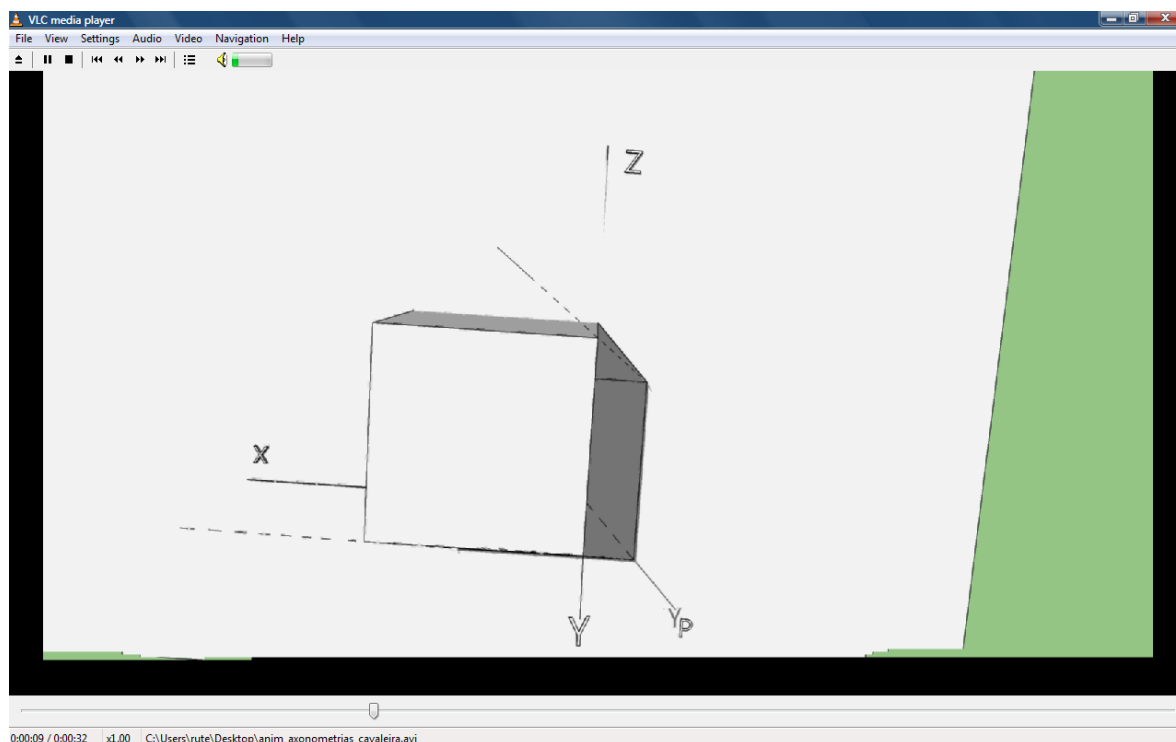 VLC media player
File View Settings Audio Video Navigation Help
Z
X
Y
YP
0:00:09 / 0:00:32 x1.00 C:\Users\rute\Desktop\anim_axonometrias_cavaleira.avi